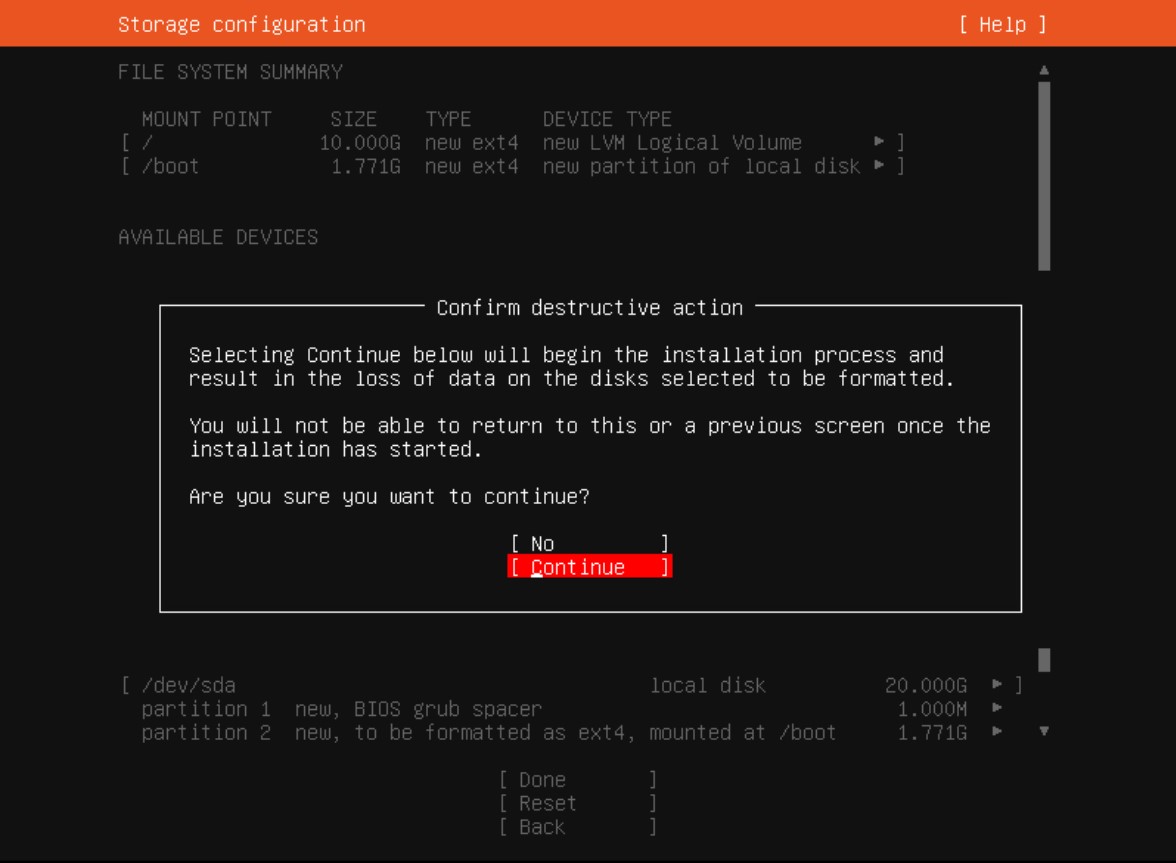 Storage configuration [ Help ]
FILE SYSTEM SUMMARY ▲
MOUNT POINT SIZE TYPE DEVICE TYPE
[ / 10.000G new ext4 new LVM Logical Volume ▸ ]
[ /boot 1.771G new ext4 new partition of local disk ▸ ]
AVAILABLE DEVICES
Confirm destructive action
Selecting Continue below will begin the installation process and
result in the loss of data on the disks selected to be formatted.
You will not be able to return to this or a previous screen once the
installation has started.
Are you sure you want to continue?
[ No ]
[ Continue ]
[ /dev/sda local disk 20.000G ▸ ]
partition 1 new, BIOS grub spacer 1.000M ▸
partition 2 new, to be formatted as ext4, mounted at /boot 1.771G ▸ ▼
[ Done ]
[ Reset ]
[ Back ]